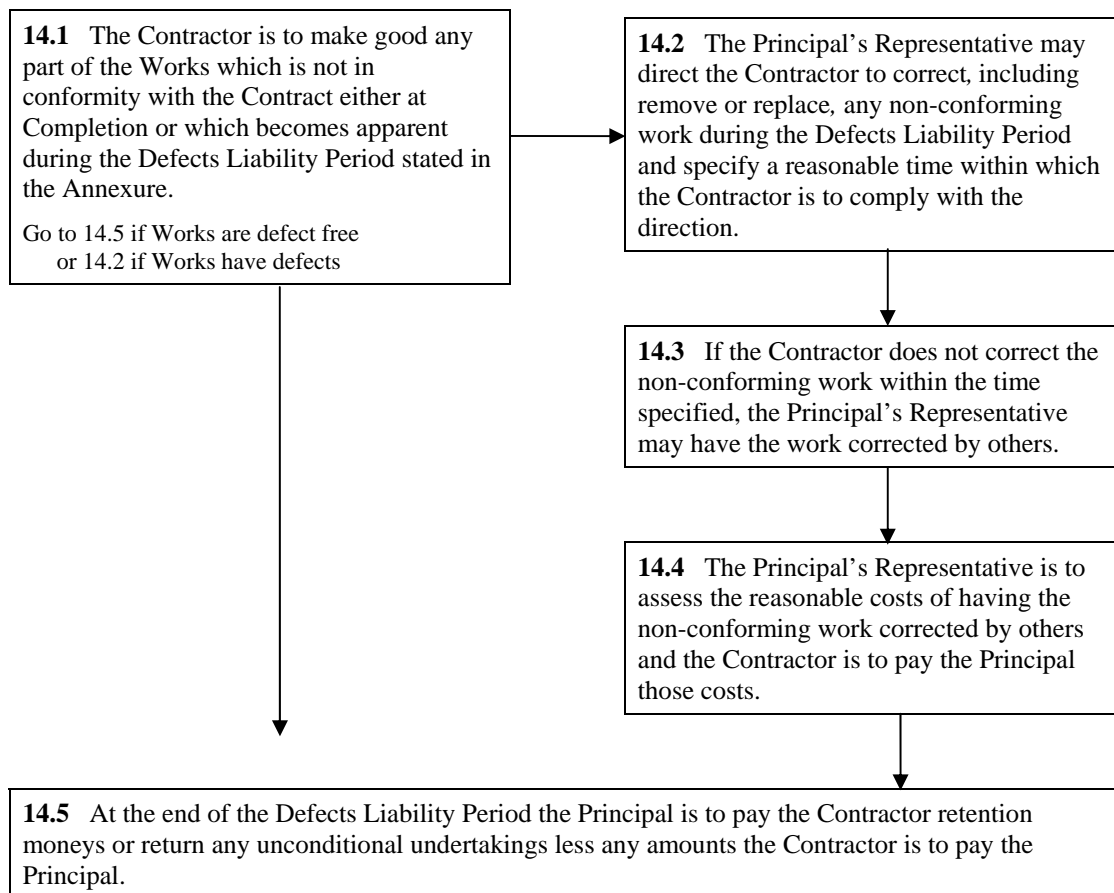 14.1 The Contractor is to make good any
part of the Works which is not in
conformity with the Contract either at
Completion or which becomes apparent
during the Defects Liability Period stated in
the Annexure.
Go to 14.5 if Works are defect free
or 14.2 if Works have defects
14.2 The Principal’s Representative may
direct the Contractor to correct, including
remove or replace, any non-conforming
work during the Defects Liability Period
and specify a reasonable time within which
the Contractor is to comply with the
direction.
14.3 If the Contractor does not correct the
non-conforming work within the time
specified, the Principal’s Representative
may have the work corrected by others.
14.4 The Principal’s Representative is to
assess the reasonable costs of having the
non-conforming work corrected by others
and the Contractor is to pay the Principal
those costs.
14.5 At the end of the Defects Liability Period the Principal is to pay the Contractor retention
moneys or return any unconditional undertakings less any amounts the Contractor is to pay the
Principal.